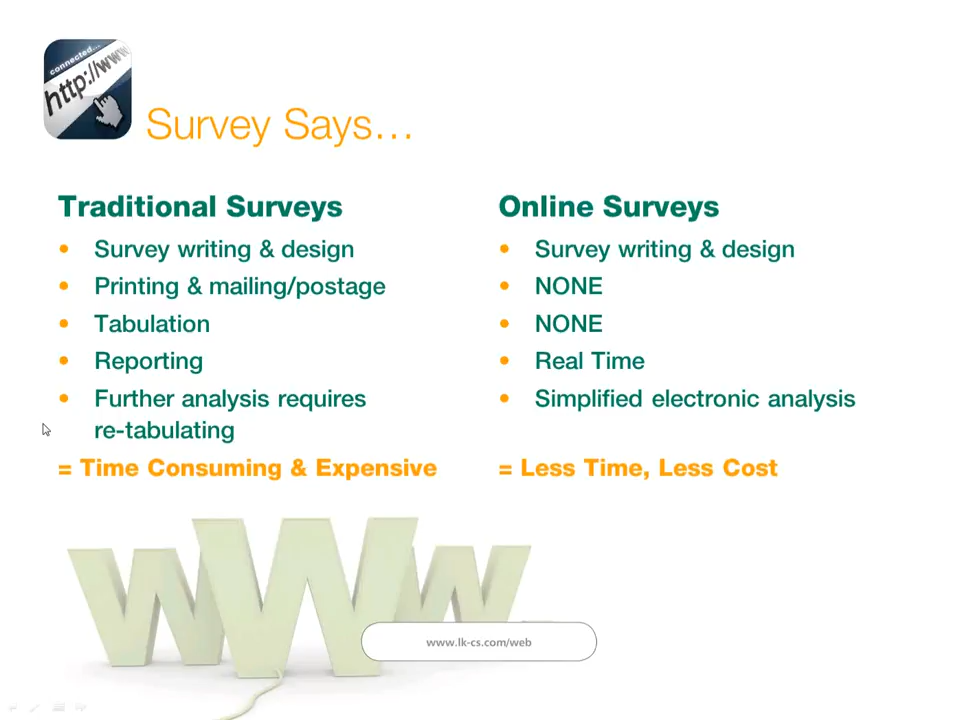 connected...
http://www
Survey Says...
Traditional Surveys
• Survey writing & design
• Printing & mailing/postage
• Tabulation
• Reporting
• Further analysis requires
re-tabulating
= Time Consuming & Expensive
Online Surveys
• Survey writing & design
• NONE
• NONE
• Real Time
• Simplified electronic analysis
= Less Time, Less Cost
WWW
www.lk-cs.com/web